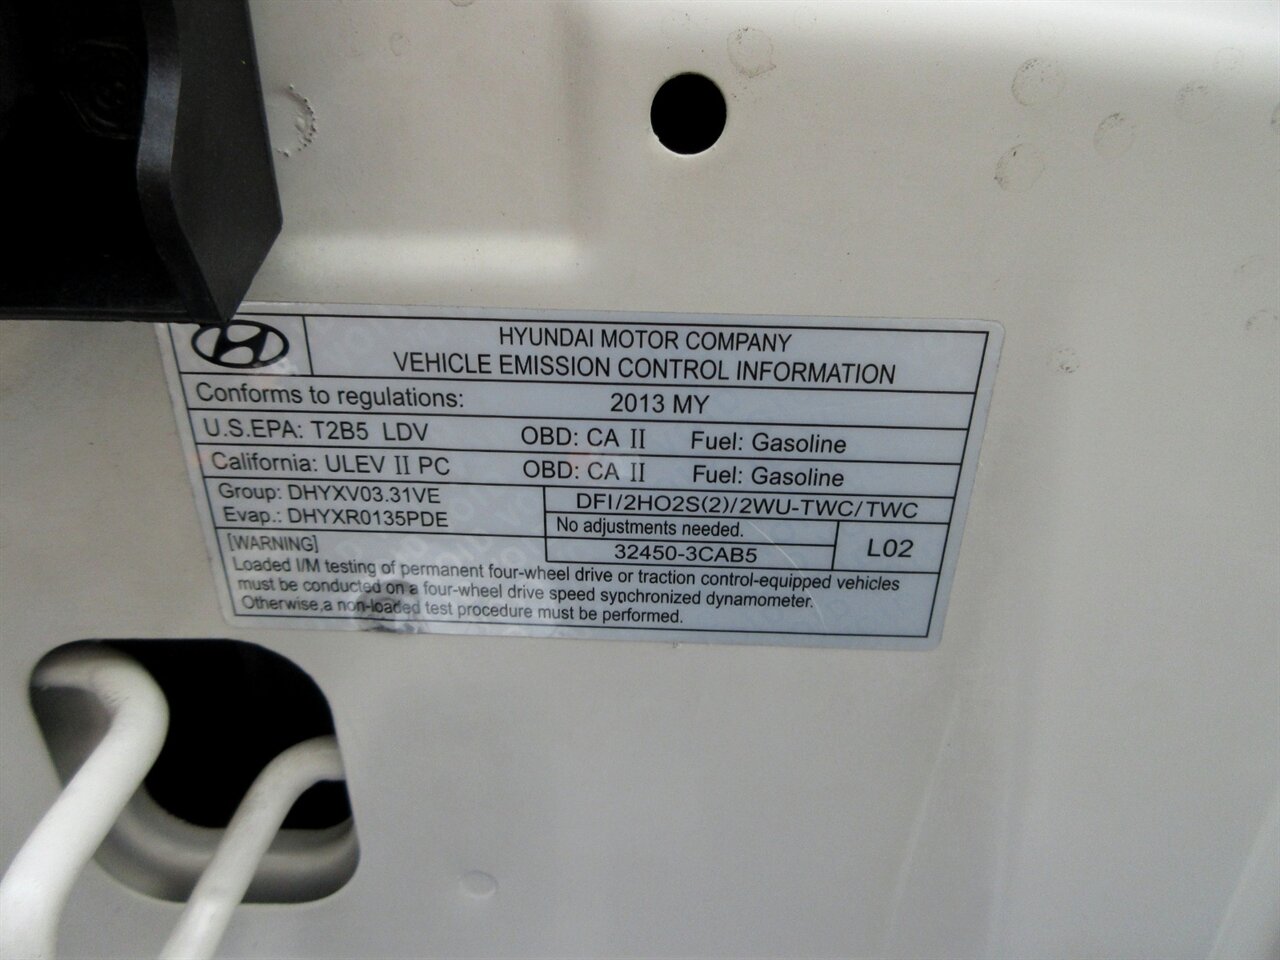 HYUNDAI MOTOR COMPANY
VEHICLE EMISSION CONTROL INFORMATION
Conforms to regulations: 2013 MY
U.S.EPA: T2B5 LDV OBD: CA II Fuel: Gasoline
California: ULEV II PC OBD: CA II Fuel: Gasoline
Group: DHYXV03.31VE
Evap.: DHYXR0135PDE
DFI/2HO2S(2)/2WU-TWC/TWC
No adjustments needed.
32450-3CAB5
L02
[WARNING]
Loaded I/M testing of permanent four-wheel drive or traction control-equipped vehicles
must be conducted on a four-wheel drive speed synchronized dynamometer.
Otherwise,a non-loaded test procedure must be performed.